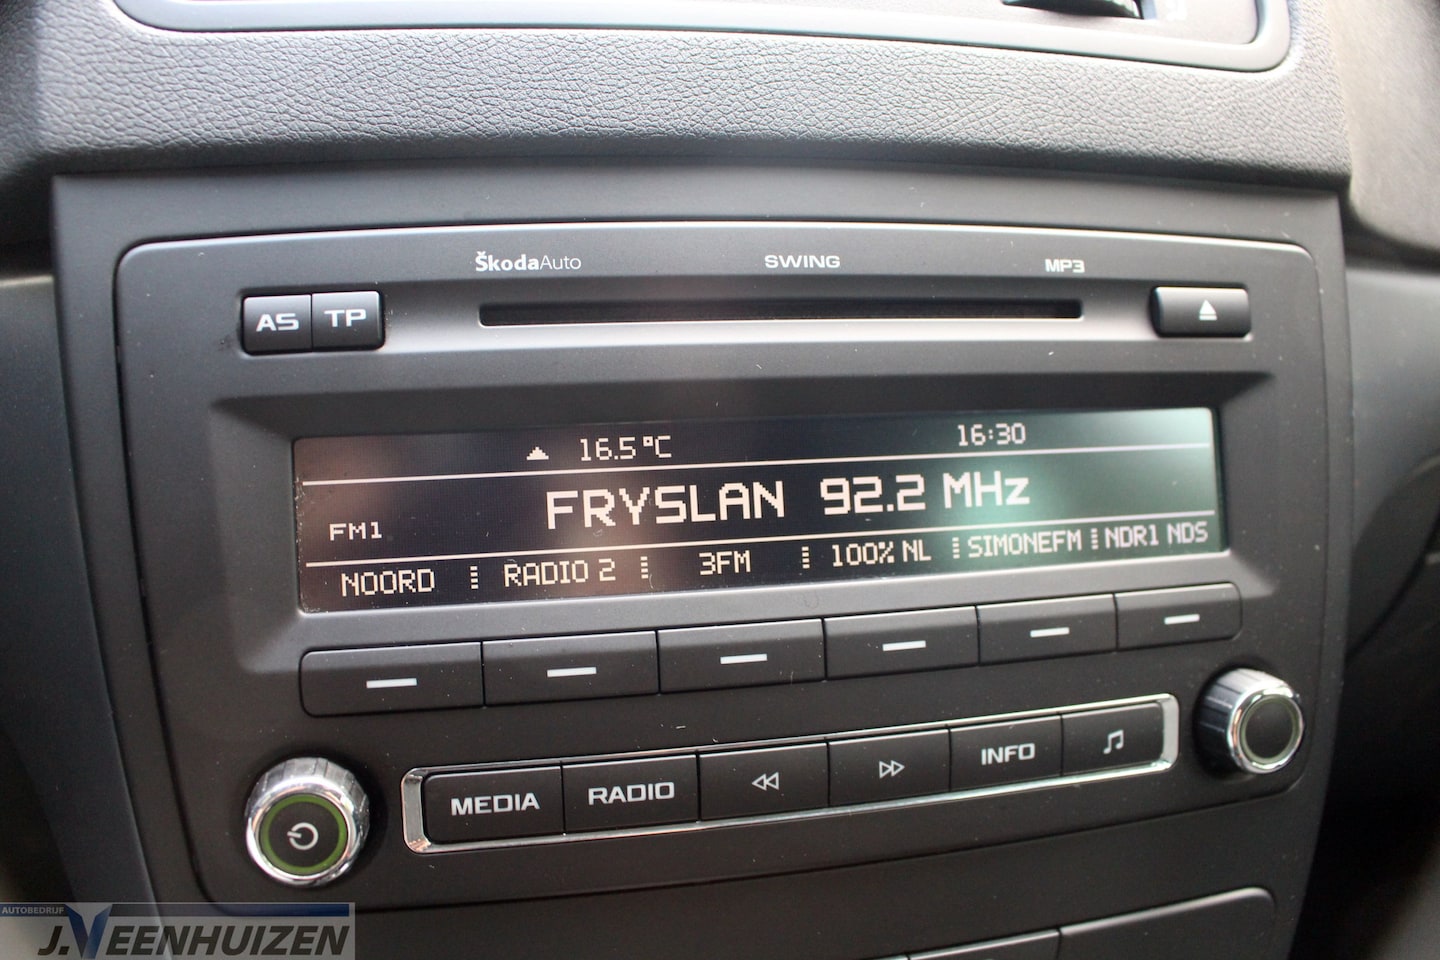 ŠkodaAuto SWING MP3
AS TP
16.5°C 16:30
FM1 FRYSLAN 92.2 MHz
NOORD RADIO 2 3FM 100% NL SIMONEFM NDR1 NDS
MEDIA RADIO INFO
AUTOBEDRIJF
J.VEENHUIZEN